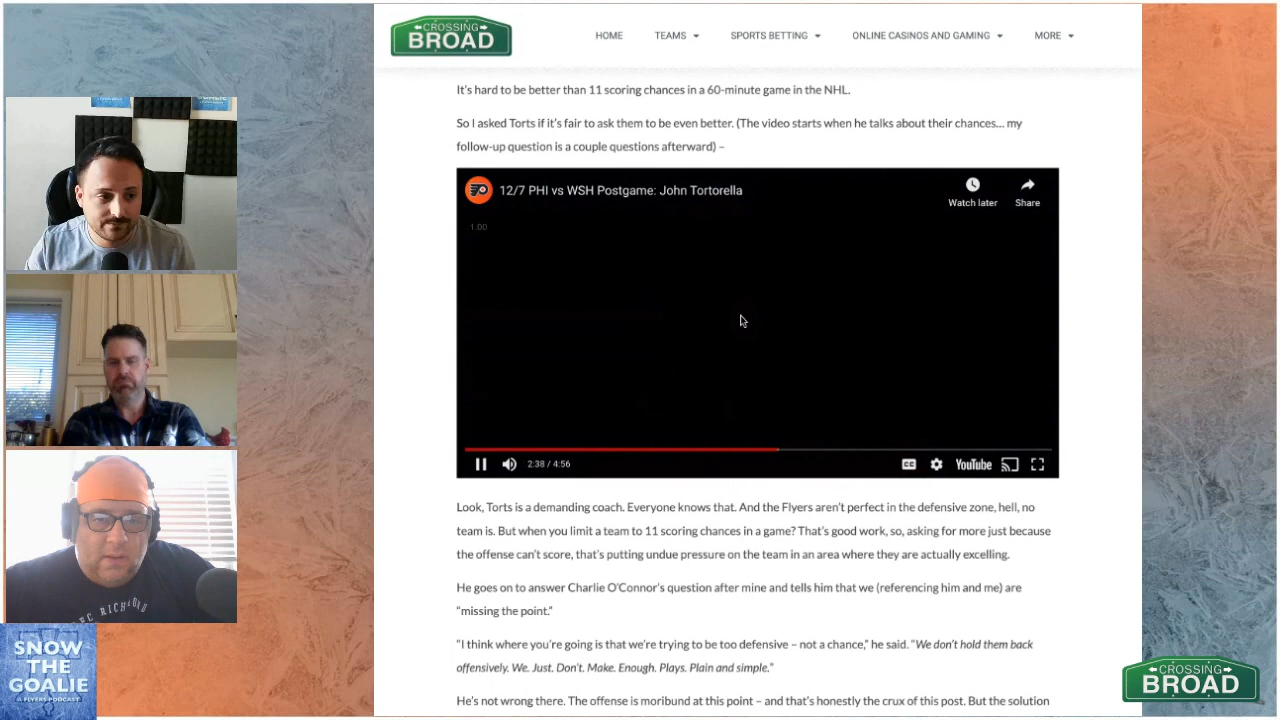 CROSSING
BROAD
HOME
TEAMS
SPORTS BETTING
ONLINE CASINOS AND GAMING
MORE
It's hard to be better than 11 scoring chances in a 60-minute game in the NHL.
So I asked Torts if it's fair to ask them to be even better. (The video starts when he talks about their chances… my
follow-up question is a couple questions afterward) –
12/7 PHI vs WSH Postgame: John Tortorella
Watch later
Share
1.00
2:38 / 4:56
CC
YouTube
Look, Torts is a demanding coach. Everyone knows that. And the Flyers aren't perfect in the defensive zone, hell, no
team is. But when you limit a team to 11 scoring chances in a game? That's good work, so, asking for more just because
the offense can't score, that's putting undue pressure on the team in an area where they are actually excelling.
He goes on to answer Charlie O'Connor's question after mine and tells him that we (referencing him and me) are
"missing the point."
"I think where you're going is that we're trying to be too defensive – not a chance," he said. "We don't hold them back
offensively. We. Just. Don't. Make. Enough. Plays. Plain and simple."
He's not wrong there. The offense is moribund at this point – and that's honestly the crux of this post. But the solution
SNOW
THE
GOALIE
A FLYERS PODCAST
CROSSING
BROAD